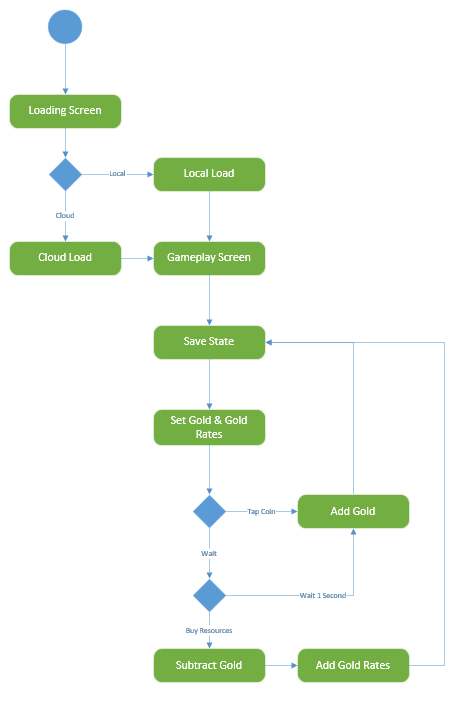 Loading Screen
Local
Local Load
Cloud
Cloud Load
Gameplay Screen
Save State
Set Gold & Gold
Rates
Tap Coin
Add Gold
Wait
Wait 1 Second
Buy Resources
Subtract Gold
Add Gold Rates